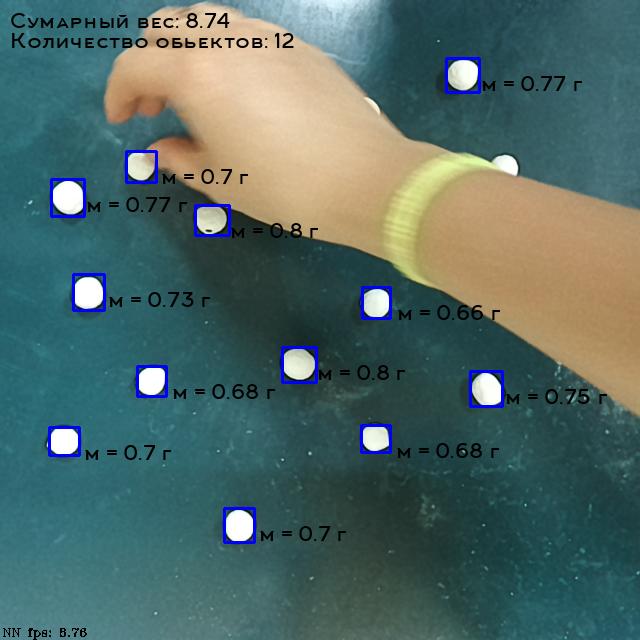 Сумарный вес: 8.74
Количество обьектов: 12
м = 0.77 г
м = 0.7 г
м = 0.77 г
м = 0.8 г
м = 0.73 г
м = 0.66 г
м = 0.8 г
м = 0.68 г
м = 0.75 г
м = 0.7 г
м = 0.68 г
м = 0.7 г
NN fps: 8.76